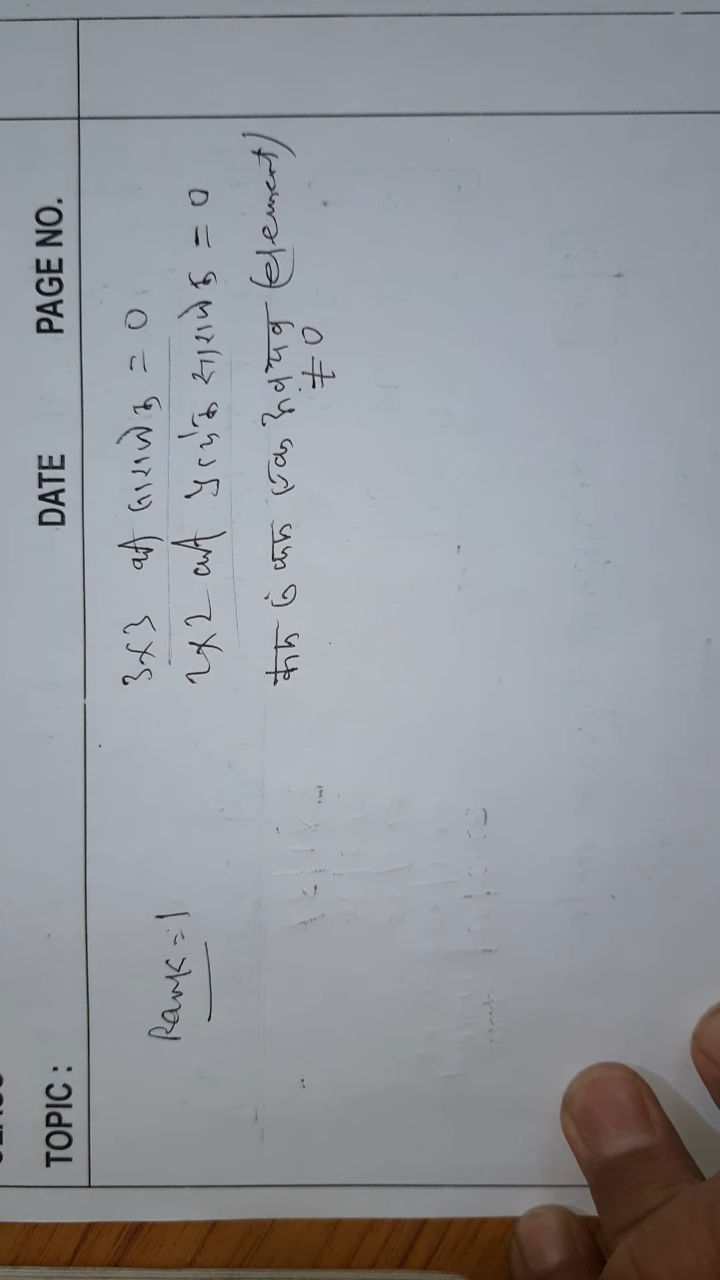 TOPIC : DATE PAGE NO.
3×3 की सारणिक = 0
Rank = 1 2×2 की प्रत्येक सारणिक = 0
कम से कम एक अवयव (element)
≠ 0